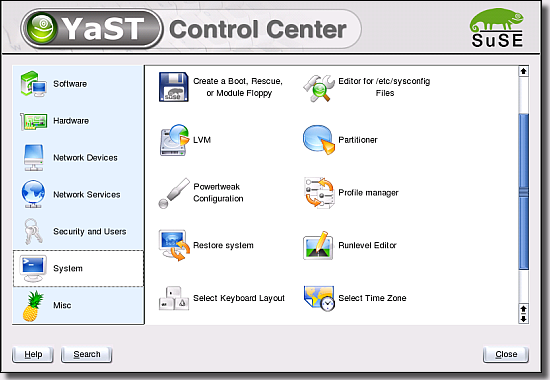 YaST Control Center
SuSE
Software
Hardware
Network Devices
Network Services
Security and Users
System
Misc
Create a Boot, Rescue,
or Module Floppy
Editor for /etc/sysconfig
Files
LVM
Partitioner
Powertweak
Configuration
Profile manager
Restore system
Runlevel Editor
Select Keyboard Layout
Select Time Zone
Help
Search
Close